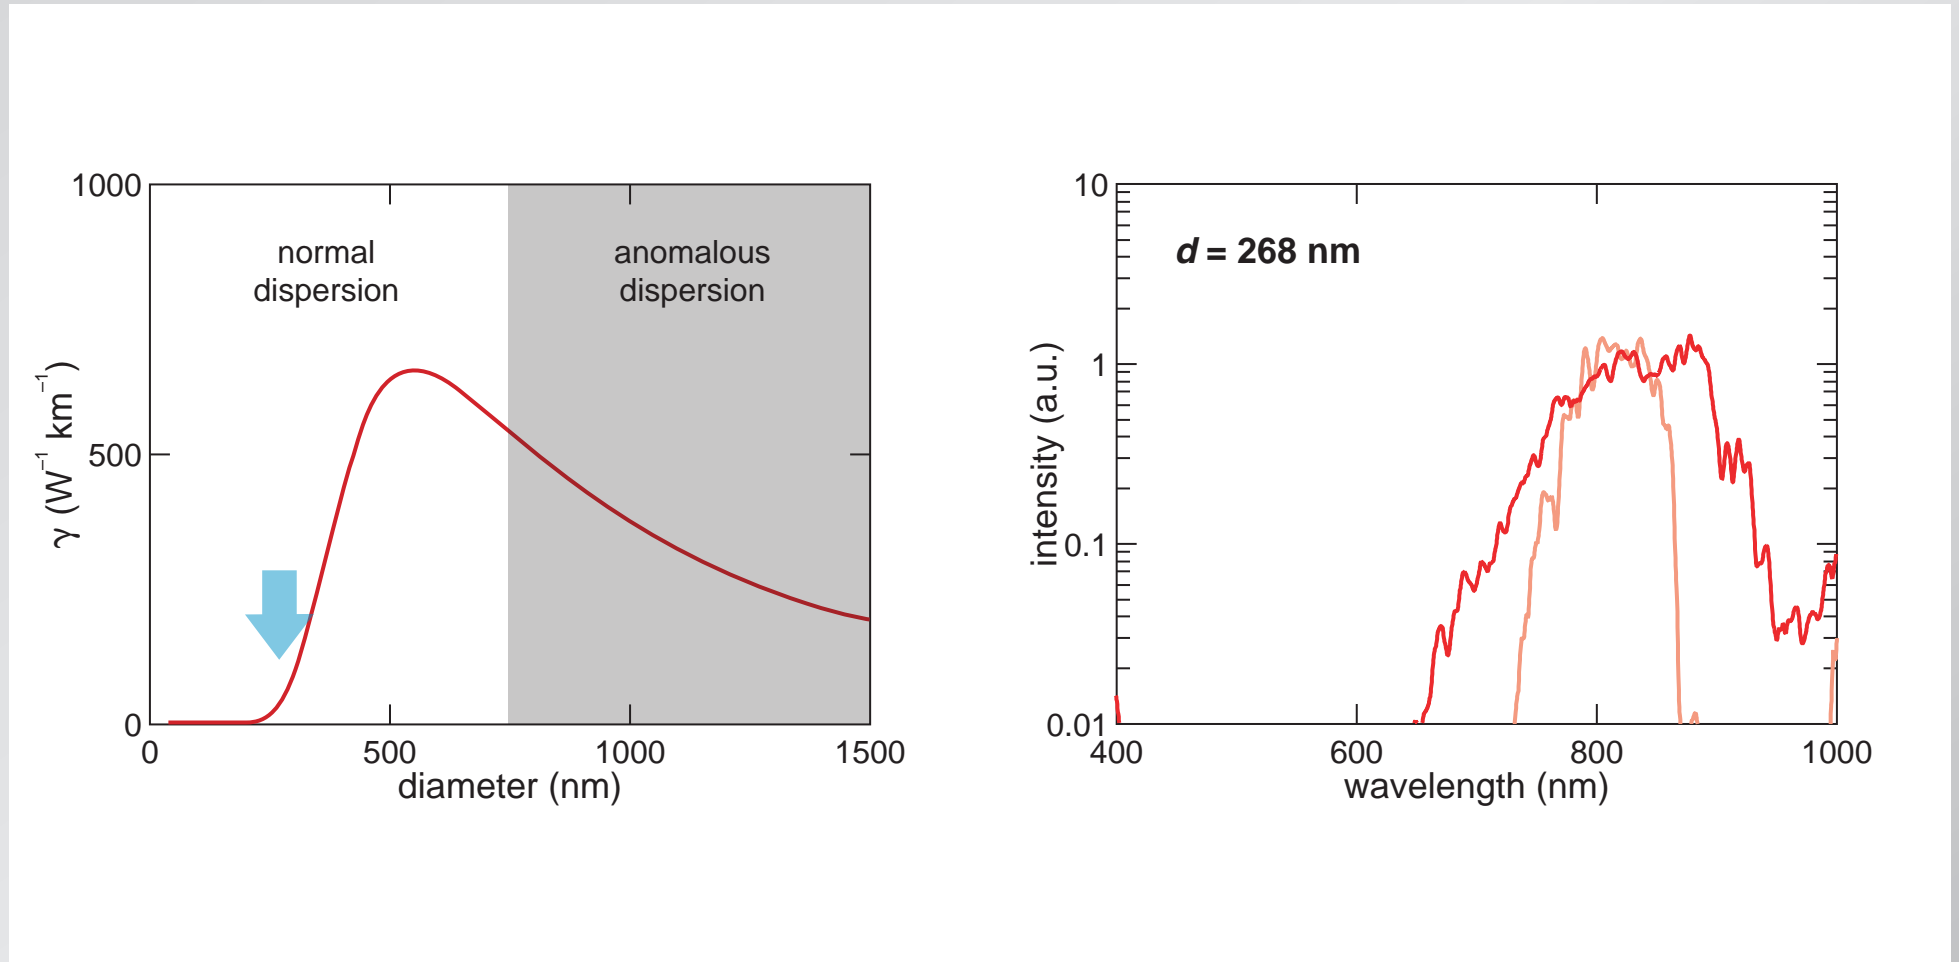 1000
500
0
0
500
1000
1500
γ (W⁻¹ km⁻¹)
diameter (nm)
normal
dispersion
anomalous
dispersion
10
1
0.1
0.01
400
600
800
1000
intensity (a.u.)
wavelength (nm)
d = 268 nm